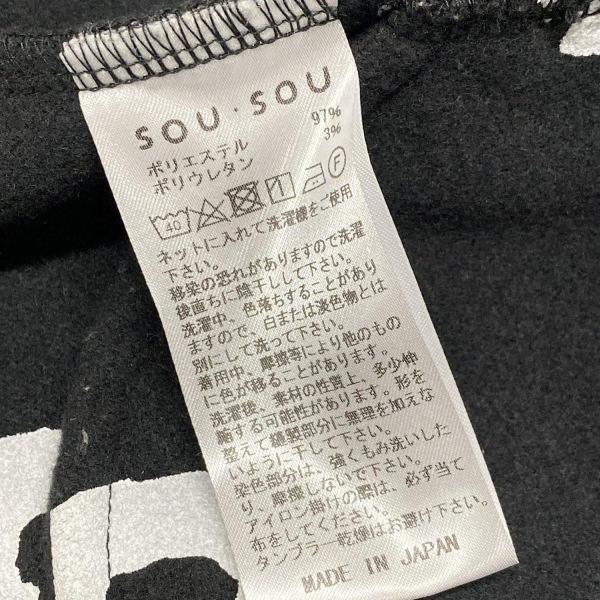 SOU・SOU
ポリエステル 97%
ポリウレタン 3%
40 F
ネットに入れて洗濯機をご使用
下さい。
移染の恐れがありますので洗濯
後直ちに陰干しして下さい。
洗濯中、色落ちすることがあり
ますので、白または淡色物とは
別にして洗って下さい。
着用中、摩擦等により他のもの
に色が移ることがあります。
洗濯後、素材の性質上、多少伸
縮する可能性があります。形を
整えて縫製部分に無理を加えな
いように干して下さい。
染色部分は、強くもみ洗いした
り、摩擦しないで下さい。
アイロン掛けの際は、必ず当て
布をしてください。
タンブラー乾燥はお避け下さい。
MADE IN JAPAN